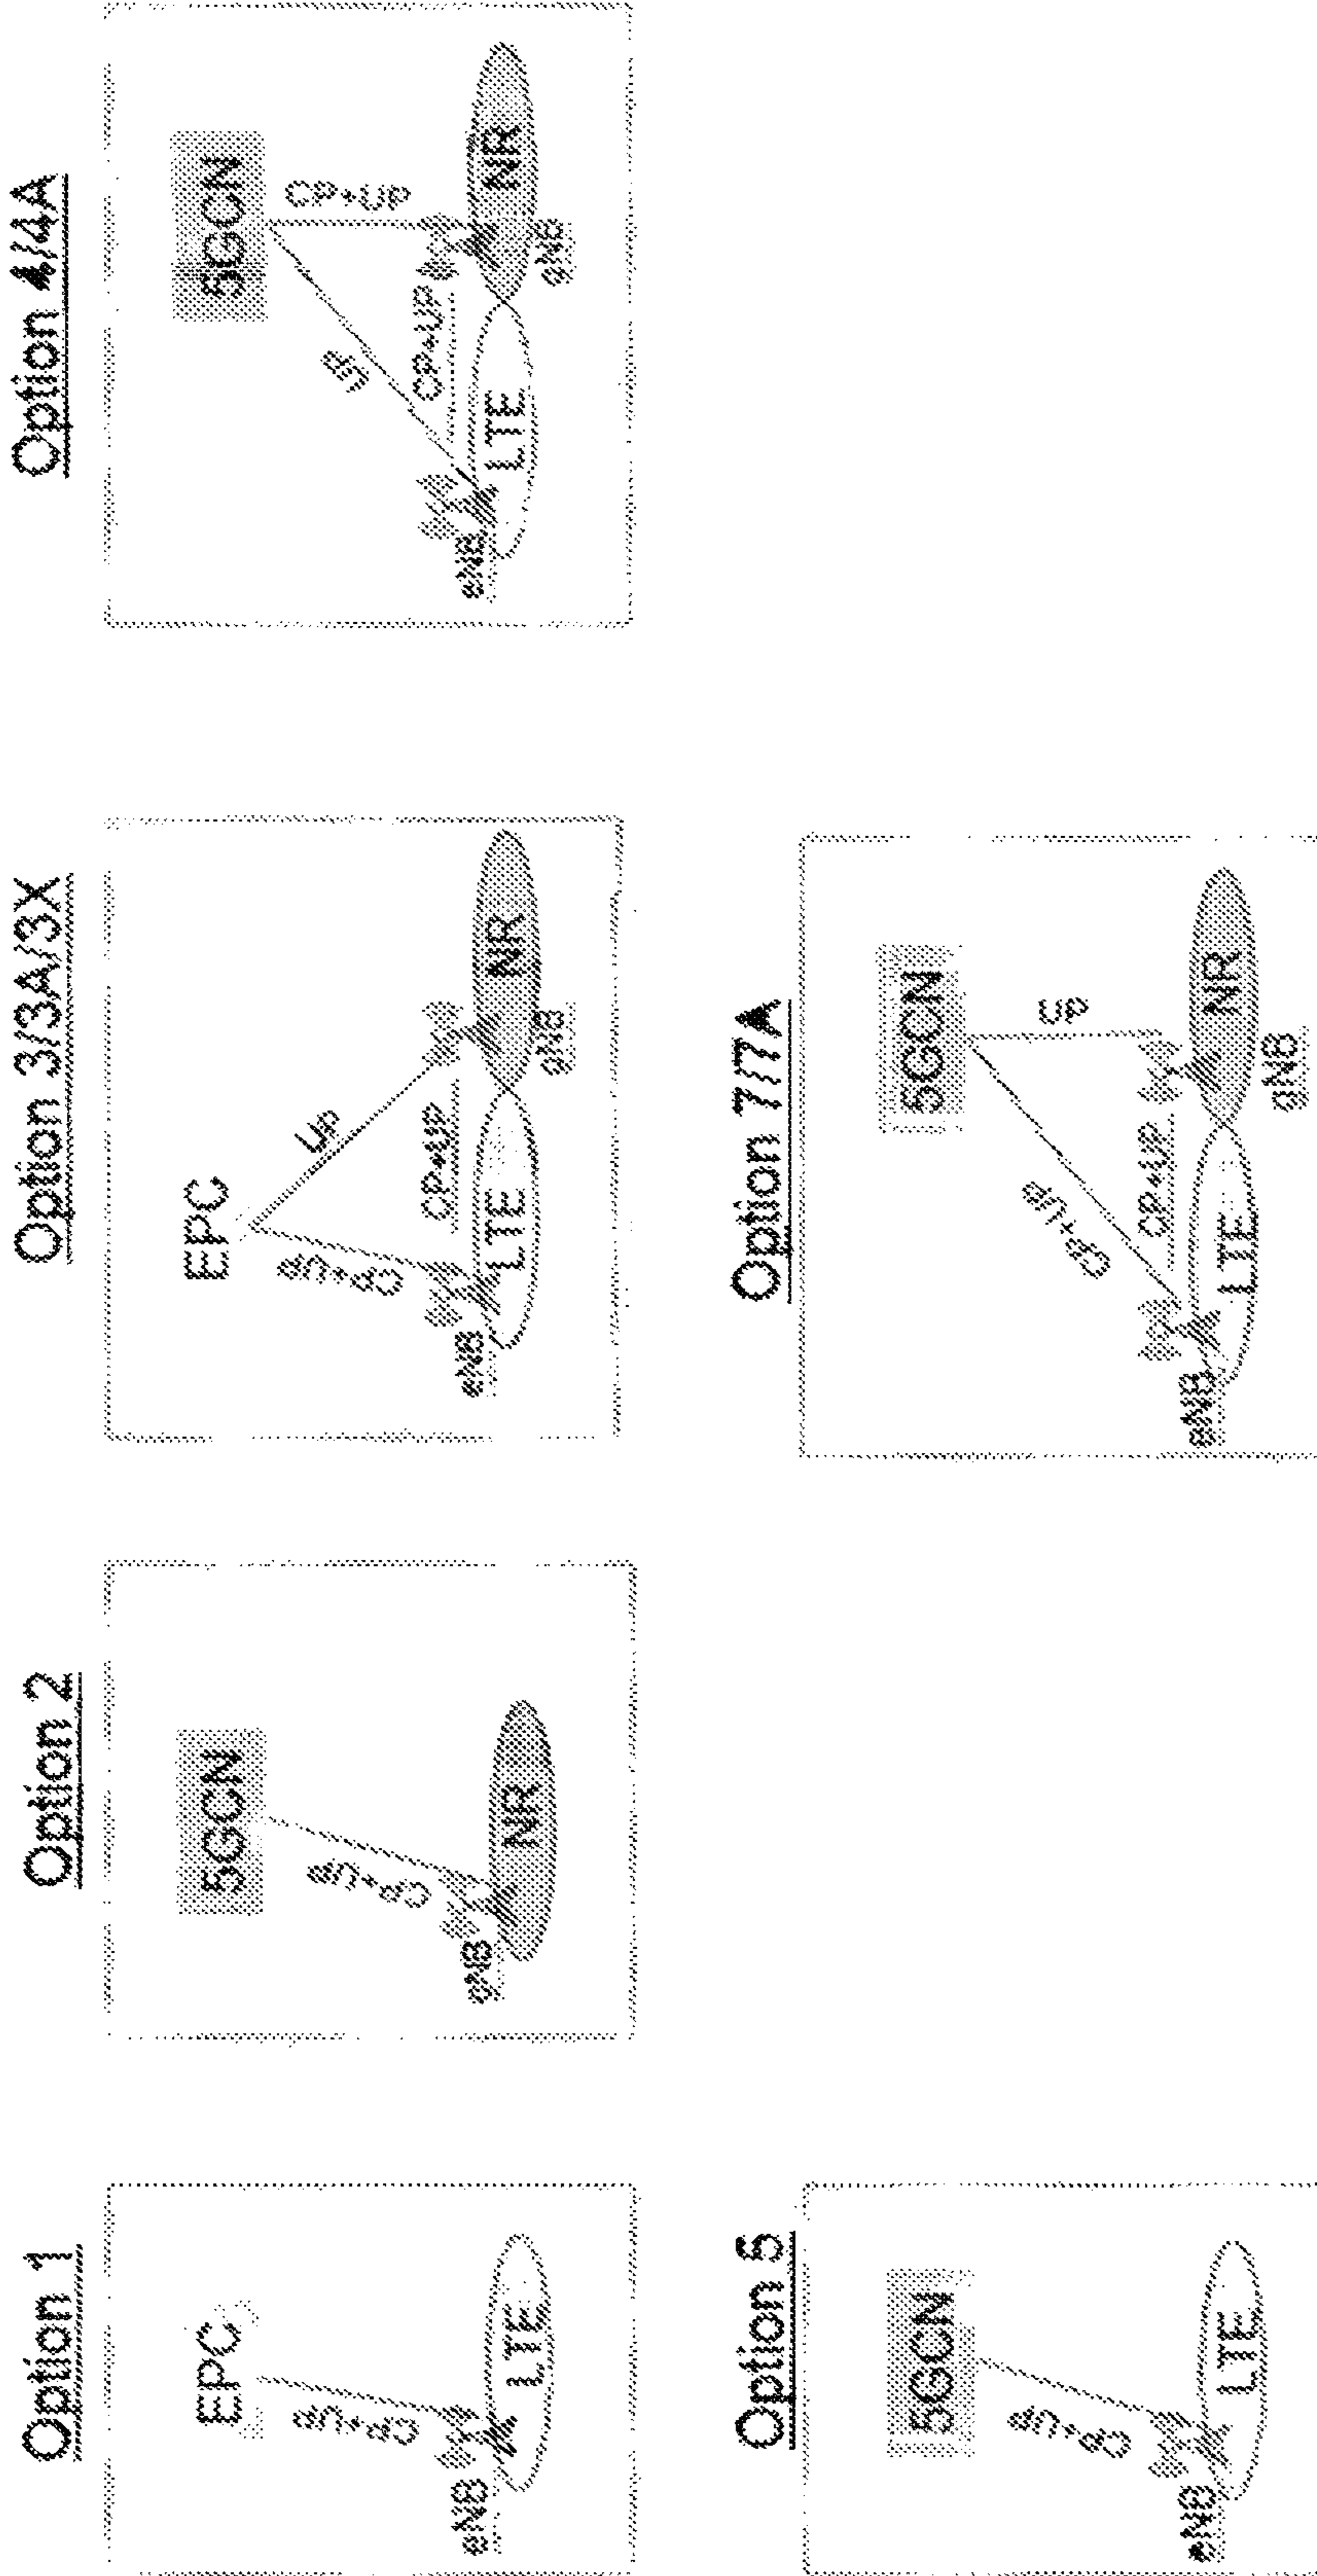 Option 1
EPC
CP+UP
eNB
LTE
Option 2
5GCN
CP+UP
gNB
NR
Option 3/3A/3X
EPC
CP+UP
UP
CP+UP
eNB
LTE
NR
gNB
Option 4/4A
5GCN
UP
CP+UP
CP+UP
eNB
LTE
NR
gNB
Option 5
5GCN
CP+UP
eNB
LTE
Option 7/7A
5GCN
CP+UP
UP
CP+UP
eNB
LTE
NR
gNB